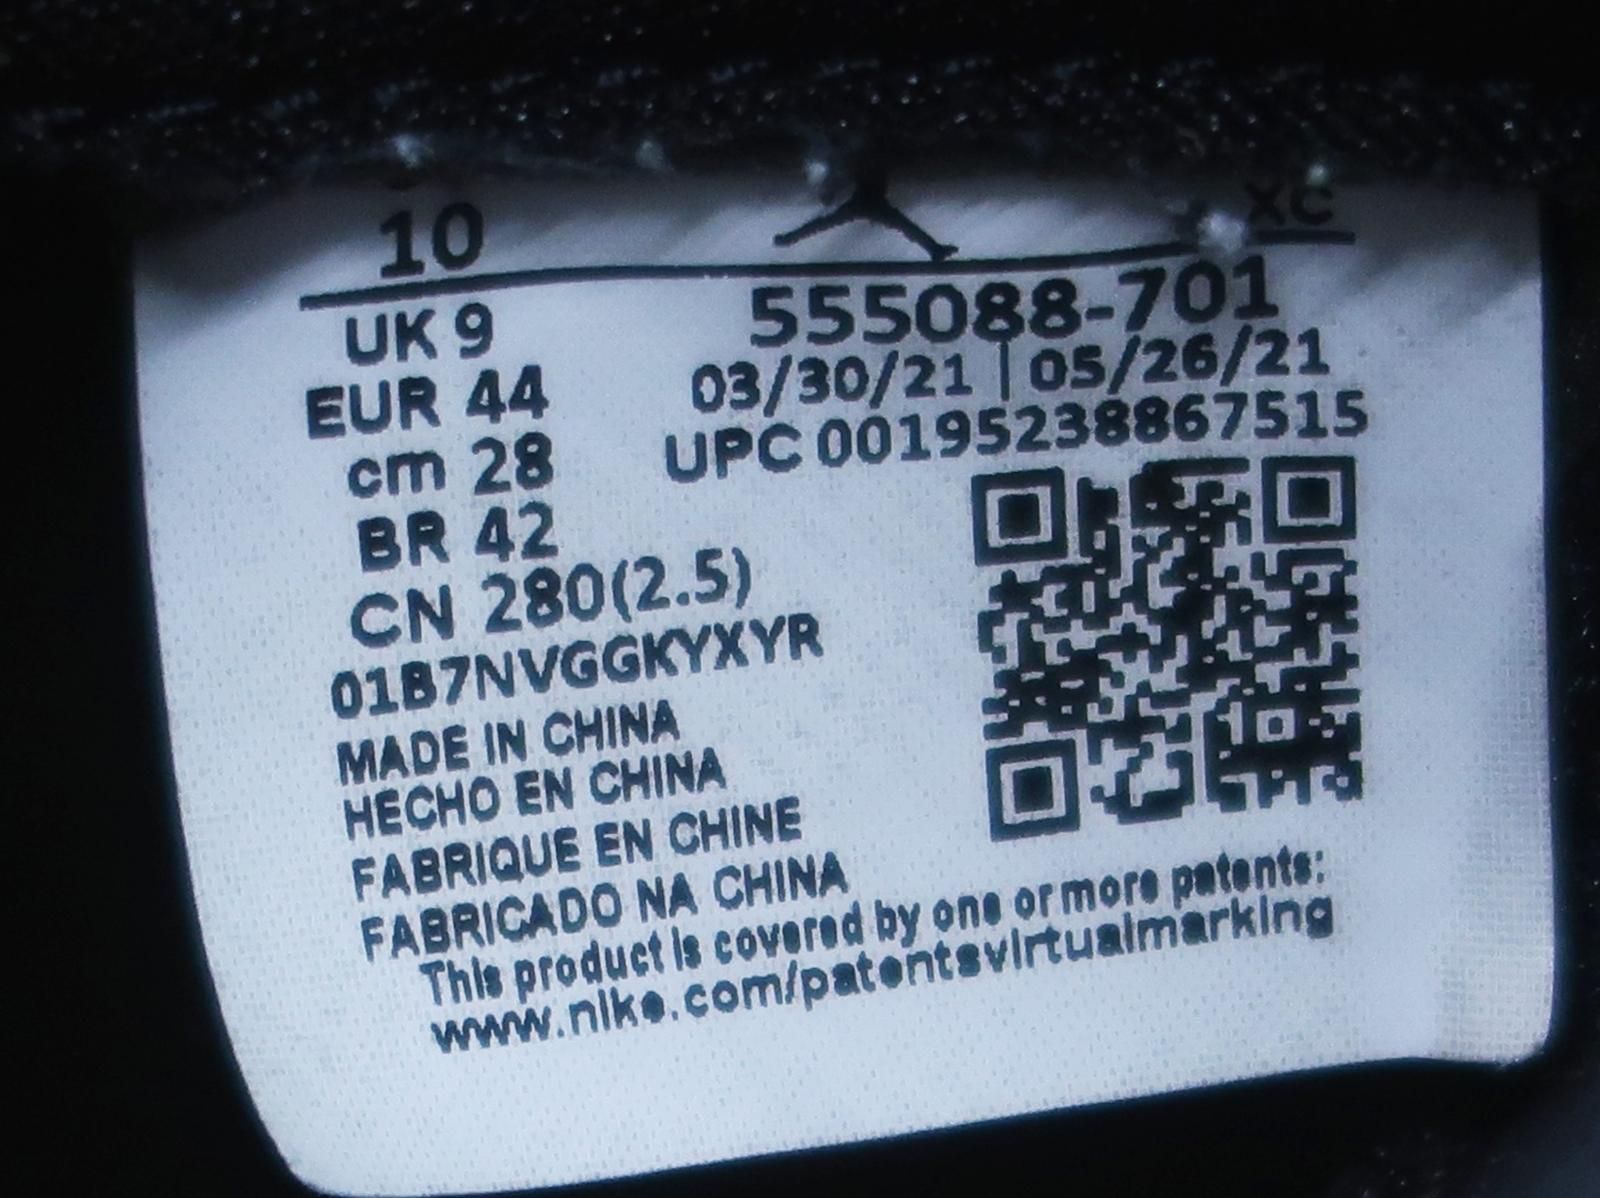 10 XC
UK 9
555088-701
EUR 44
03/30/21 | 05/26/21
cm 28
UPC 00195238867515
BR 42
CN 280(2.5)
01B7NVGGKYXYR
MADE IN CHINA
HECHO EN CHINA
FABRIQUE EN CHINE
FABRICADO NA CHINA
This product is covered by one or more patents:
www.nike.com/patentsvirtualmarking